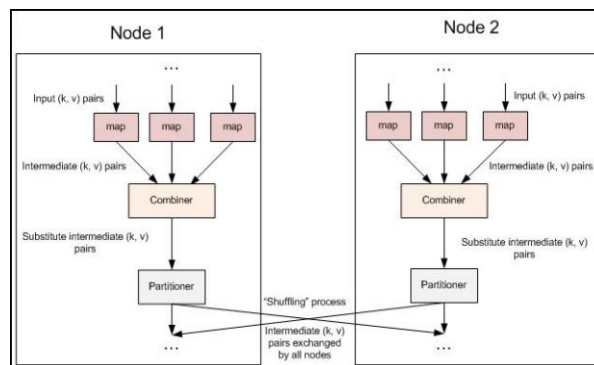 Node 1
Node 2
...
...
Input (k, v) pairs
Input (k, v) pairs
map
map
map
map
map
map
Intermediate (k, v) pairs
Intermediate (k, v) pairs
Combiner
Combiner
Substitute intermediate (k, v)
pairs
Substitute intermediate (k, v)
pairs
Partitioner
Partitioner
"Shuffling" process
Intermediate (k, v)
pairs exchanged
by all nodes
...
...